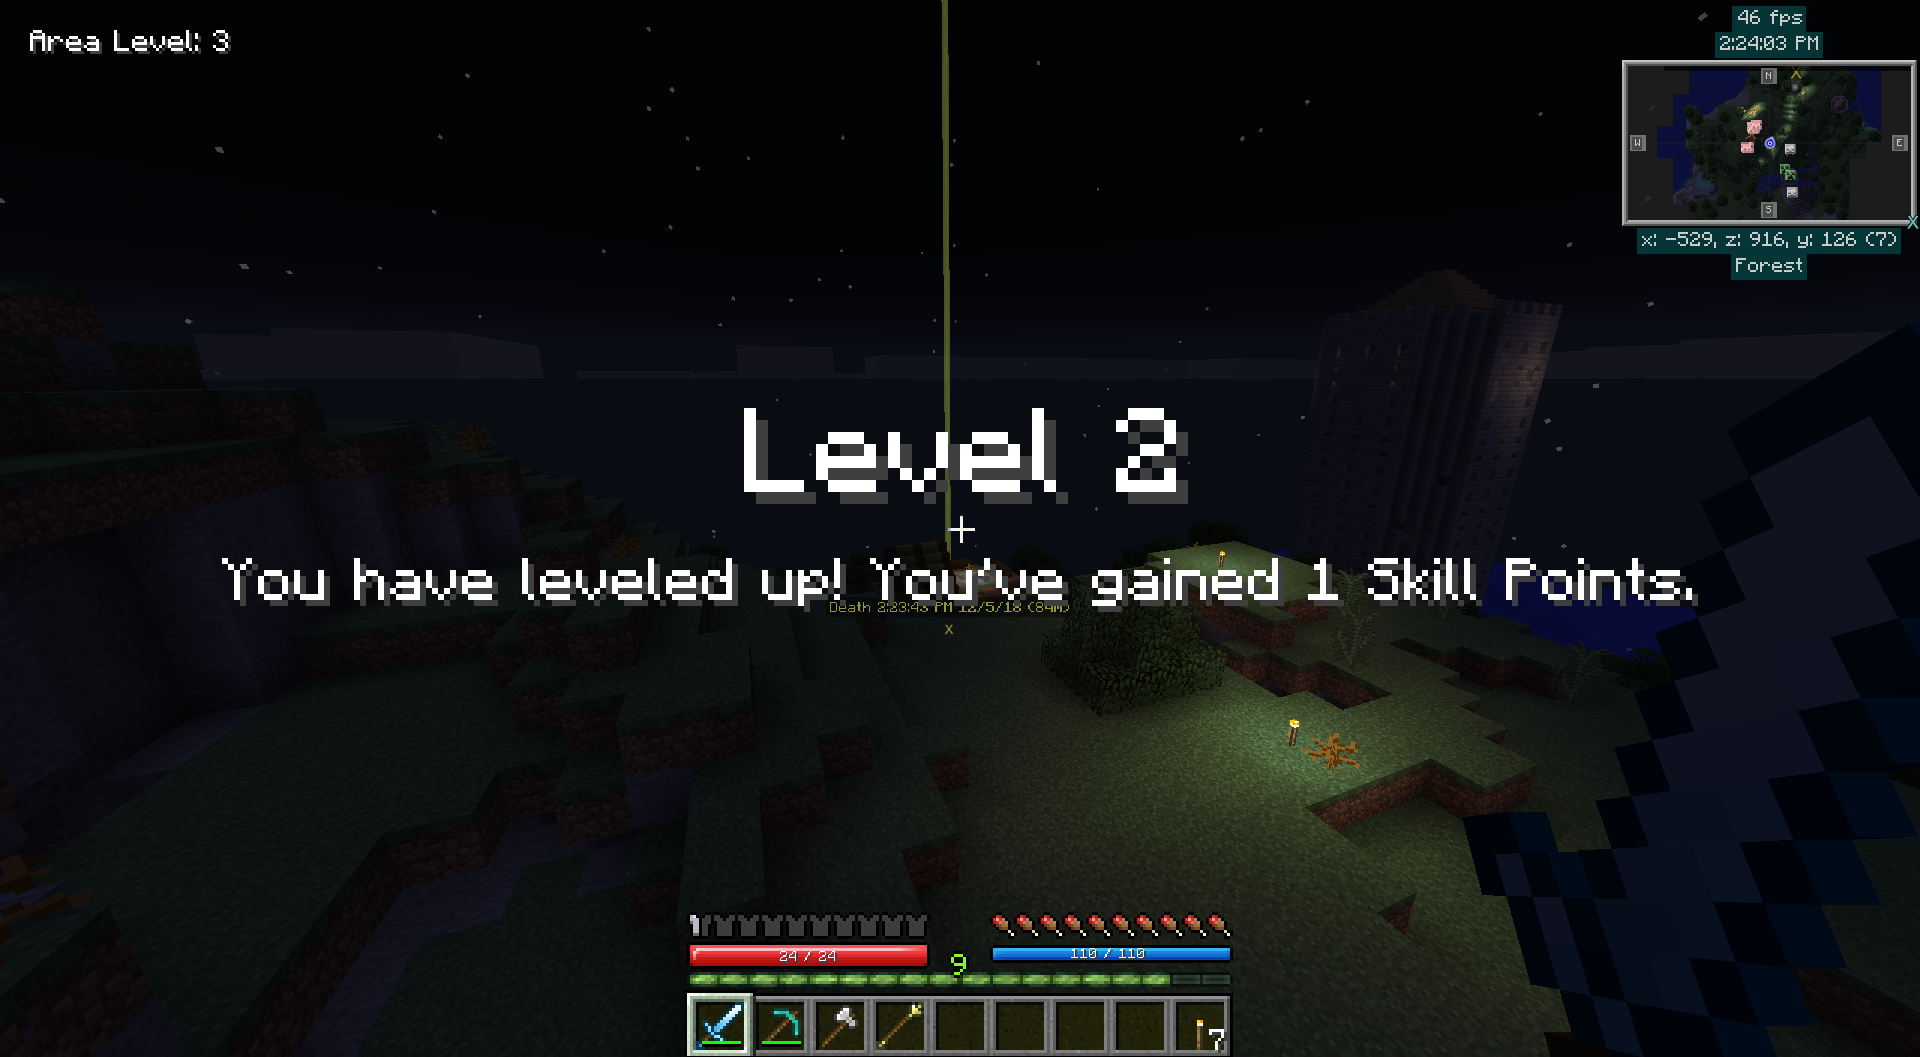 Area Level: 3
46 fps
2:24:03 PM
N
W
E
S
X
x: -529, z: 916, y: 126 (7)
Forest
Level 2
You have leveled up! You've gained 1 Skill Points.
Death 2:23:43 PM 12/5/18 (84m)
X
24 / 24
9
110 / 110
7